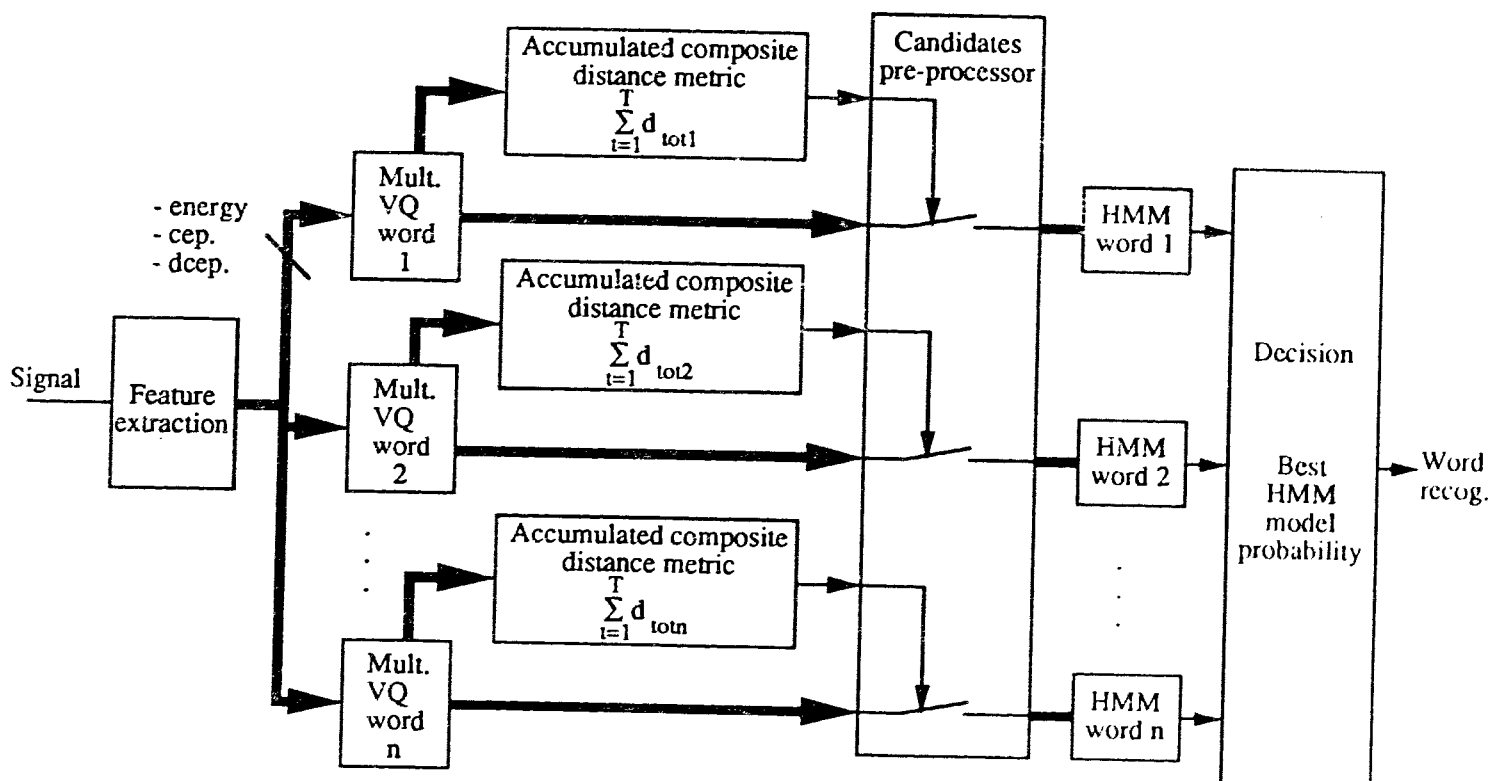 Accumulated composite
distance metric
T
∑ d tot1
t=1
Candidates
pre-processor
Mult.
VQ
word
1
- energy
- cep.
- dcep.
HMM
word 1
Accumulated composite
distance metric
T
∑ d tot2
t=1
Signal
Feature
extraction
Mult.
VQ
word
2
HMM
word 2
Decision
Best
HMM
model
probability
Word
recog.
Accumulated composite
distance metric
T
∑ d totn
t=1
Mult.
VQ
word
n
HMM
word n